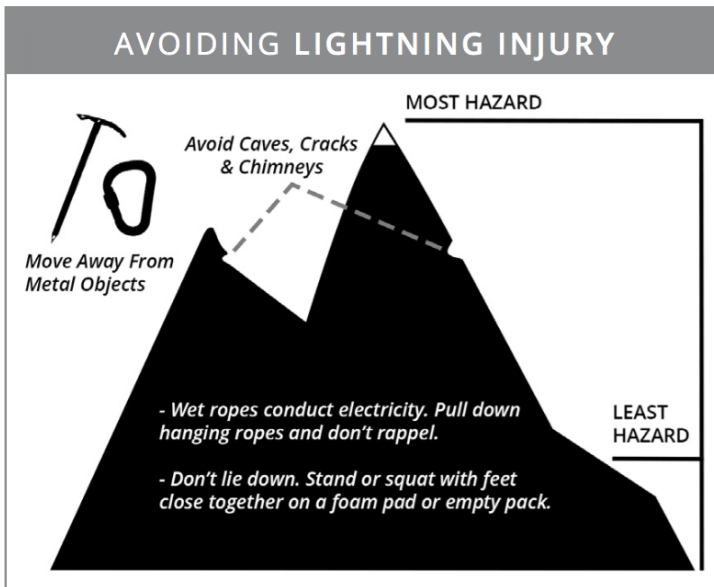 AVOIDING LIGHTNING INJURY
MOST HAZARD
Avoid Caves, Cracks
& Chimneys
Move Away From
Metal Objects
- Wet ropes conduct electricity. Pull down
hanging ropes and don't rappel.
- Don't lie down. Stand or squat with feet
close together on a foam pad or empty pack.
LEAST
HAZARD